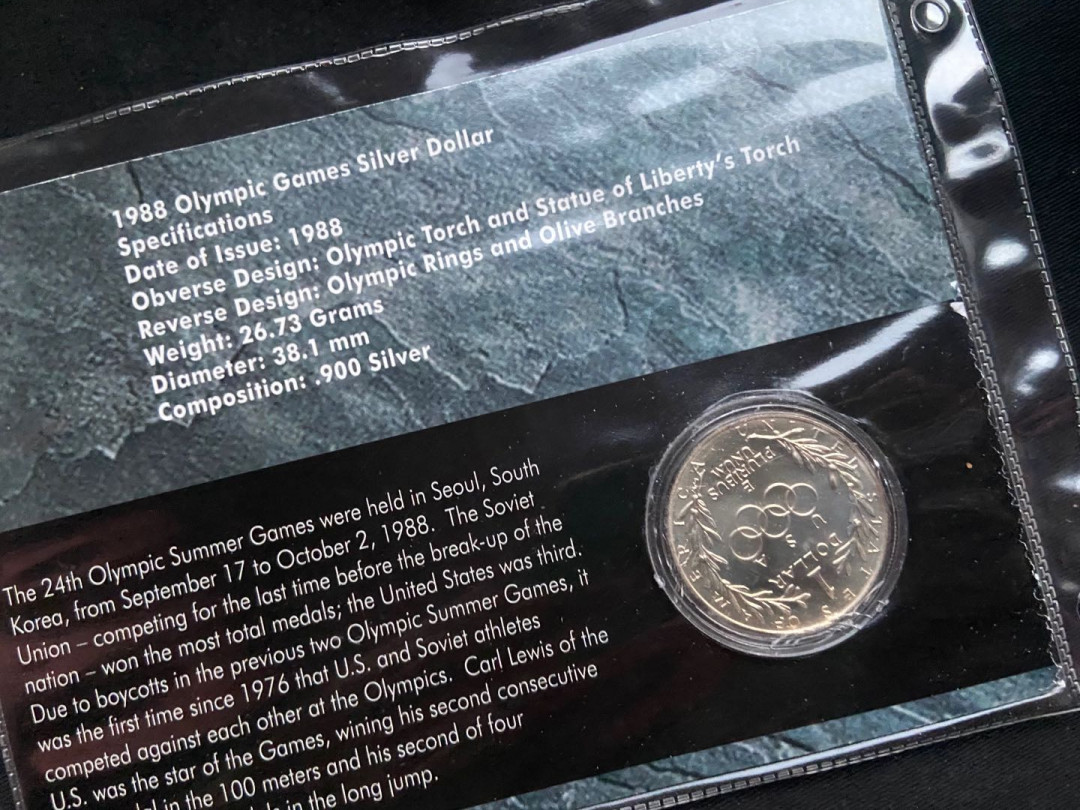 1988 Olympic Games Silver Dollar
Specifications
Date of Issue: 1988
Obverse Design: Olympic Torch and Statue of Liberty's Torch
Reverse Design: Olympic Rings and Olive Branches
Weight: 26.73 Grams
Diameter: 38.1 mm
Composition: .900 Silver
The 24th Olympic Summer Games were held in Seoul, South
Korea, from September 17 to October 2, 1988. The Soviet
Union – competing for the last time before the break-up of the
nation – won the most total medals; the United States was third.
Due to boycotts in the previous two Olympic Summer Games, it
was the first time since 1976 that U.S. and Soviet athletes
competed against each other at the Olympics. Carl Lewis of the
U.S. was the star of the Games, wining his second consecutive
in the 100 meters and his second of four
in the long jump.
E
PLURIBUS
UNUM
USA
1
DOLLAR
STATES OF AMERICA